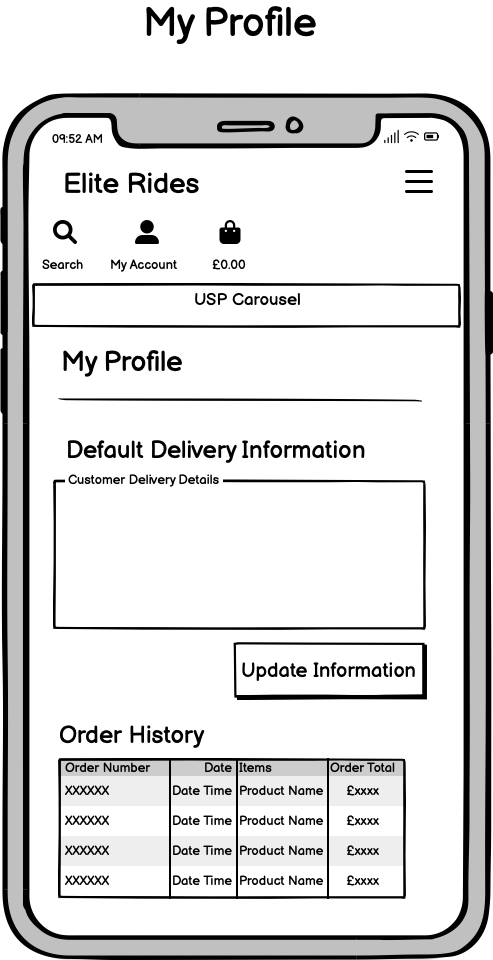 My Profile
09:52 AM
Elite Rides
Search My Account £0.00
USP Carousel
My Profile
Default Delivery Information
Customer Delivery Details
Update Information
Order History
Order Number Date Items Order Total
XXXXXX Date Time Product Name £xxxx
XXXXXX Date Time Product Name £xxxx
XXXXXX Date Time Product Name £xxxx
XXXXXX Date Time Product Name £xxxx